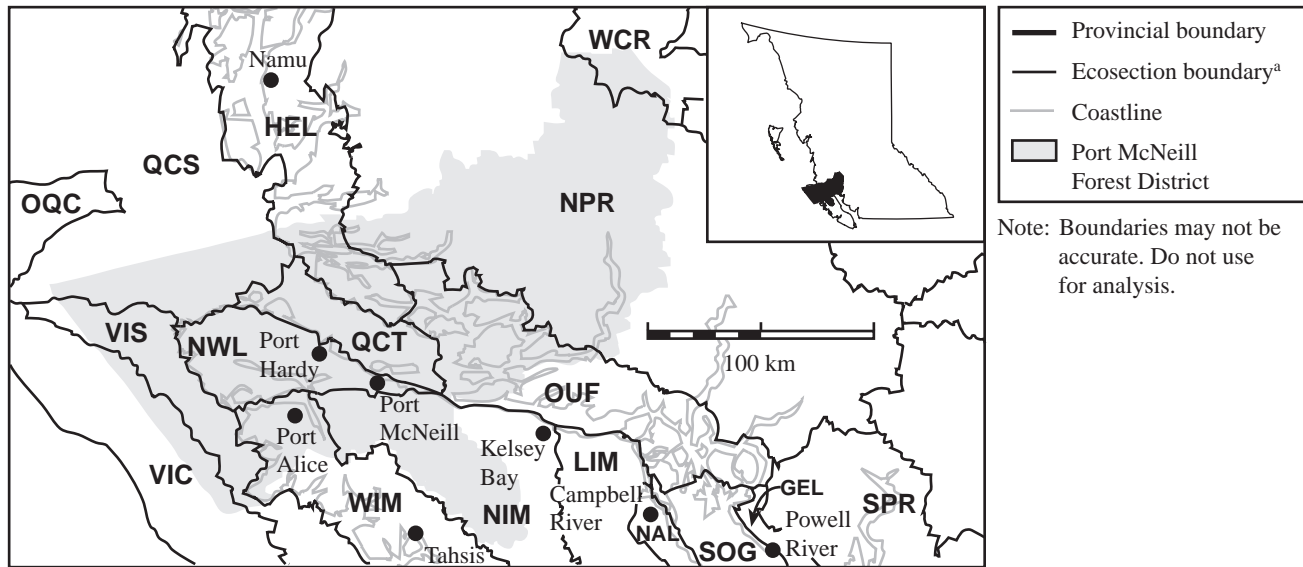 WCR
Namu
HEL
QCS
OQC
NPR
VIS
NWL
Port
Hardy
QCT
100 km
OUF
Port
McNeill
Port
Alice
Kelsey
Bay
LIM
VIC
WIM
NIM
Campbell
River
GEL
SPR
Powell
River
NAL
SOG
Tahsis
Provincial boundary
Ecosection boundaryᵃ
Coastline
Port McNeill
Forest District
Note: Boundaries may not be
accurate. Do not use
for analysis.